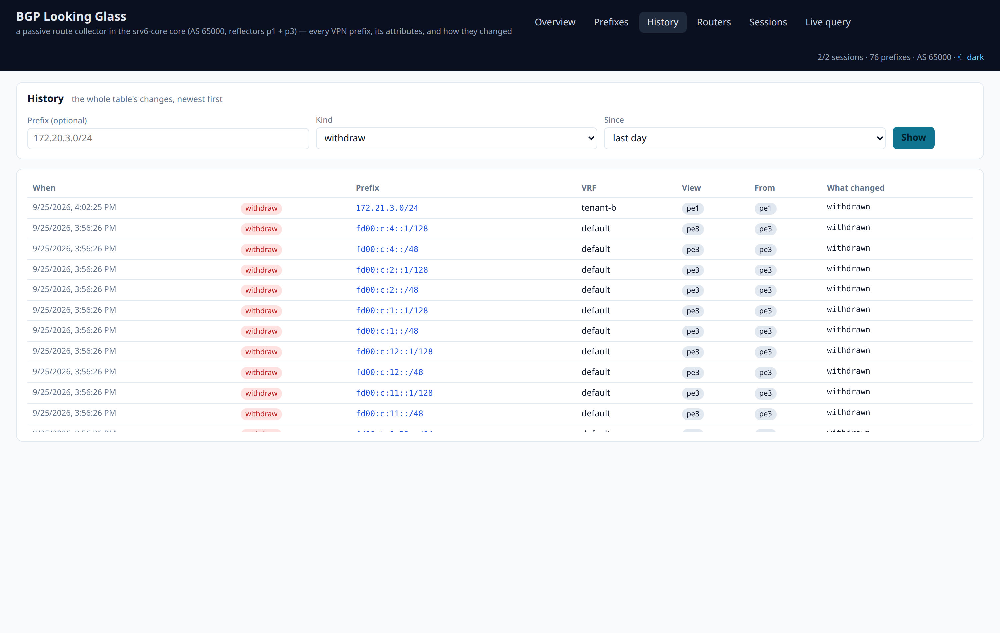 BGP Looking Glass
a passive route collector in the srv6-core core (AS 65000, reflectors p1 + p3) — every VPN prefix, its attributes, and how they changed
Overview Prefixes History Routers Sessions Live query
2/2 sessions · 76 prefixes · AS 65000 · ☾ dark
History the whole table's changes, newest first
Prefix (optional) Kind Since
172.20.3.0/24 withdraw last day Show
When Prefix VRF View From What changed
9/25/2026, 4:02:25 PM withdraw 172.21.3.0/24 tenant-b pe1 pe1 withdrawn
9/25/2026, 3:56:26 PM withdraw fd00:c:4::1/128 default pe3 pe3 withdrawn
9/25/2026, 3:56:26 PM withdraw fd00:c:4::/48 default pe3 pe3 withdrawn
9/25/2026, 3:56:26 PM withdraw fd00:c:2::1/128 default pe3 pe3 withdrawn
9/25/2026, 3:56:26 PM withdraw fd00:c:2::/48 default pe3 pe3 withdrawn
9/25/2026, 3:56:26 PM withdraw fd00:c:1::1/128 default pe3 pe3 withdrawn
9/25/2026, 3:56:26 PM withdraw fd00:c:1::/48 default pe3 pe3 withdrawn
9/25/2026, 3:56:26 PM withdraw fd00:c:12::1/128 default pe3 pe3 withdrawn
9/25/2026, 3:56:26 PM withdraw fd00:c:12::/48 default pe3 pe3 withdrawn
9/25/2026, 3:56:26 PM withdraw fd00:c:11::1/128 default pe3 pe3 withdrawn
9/25/2026, 3:56:26 PM withdraw fd00:c:11::/48 default pe3 pe3 withdrawn